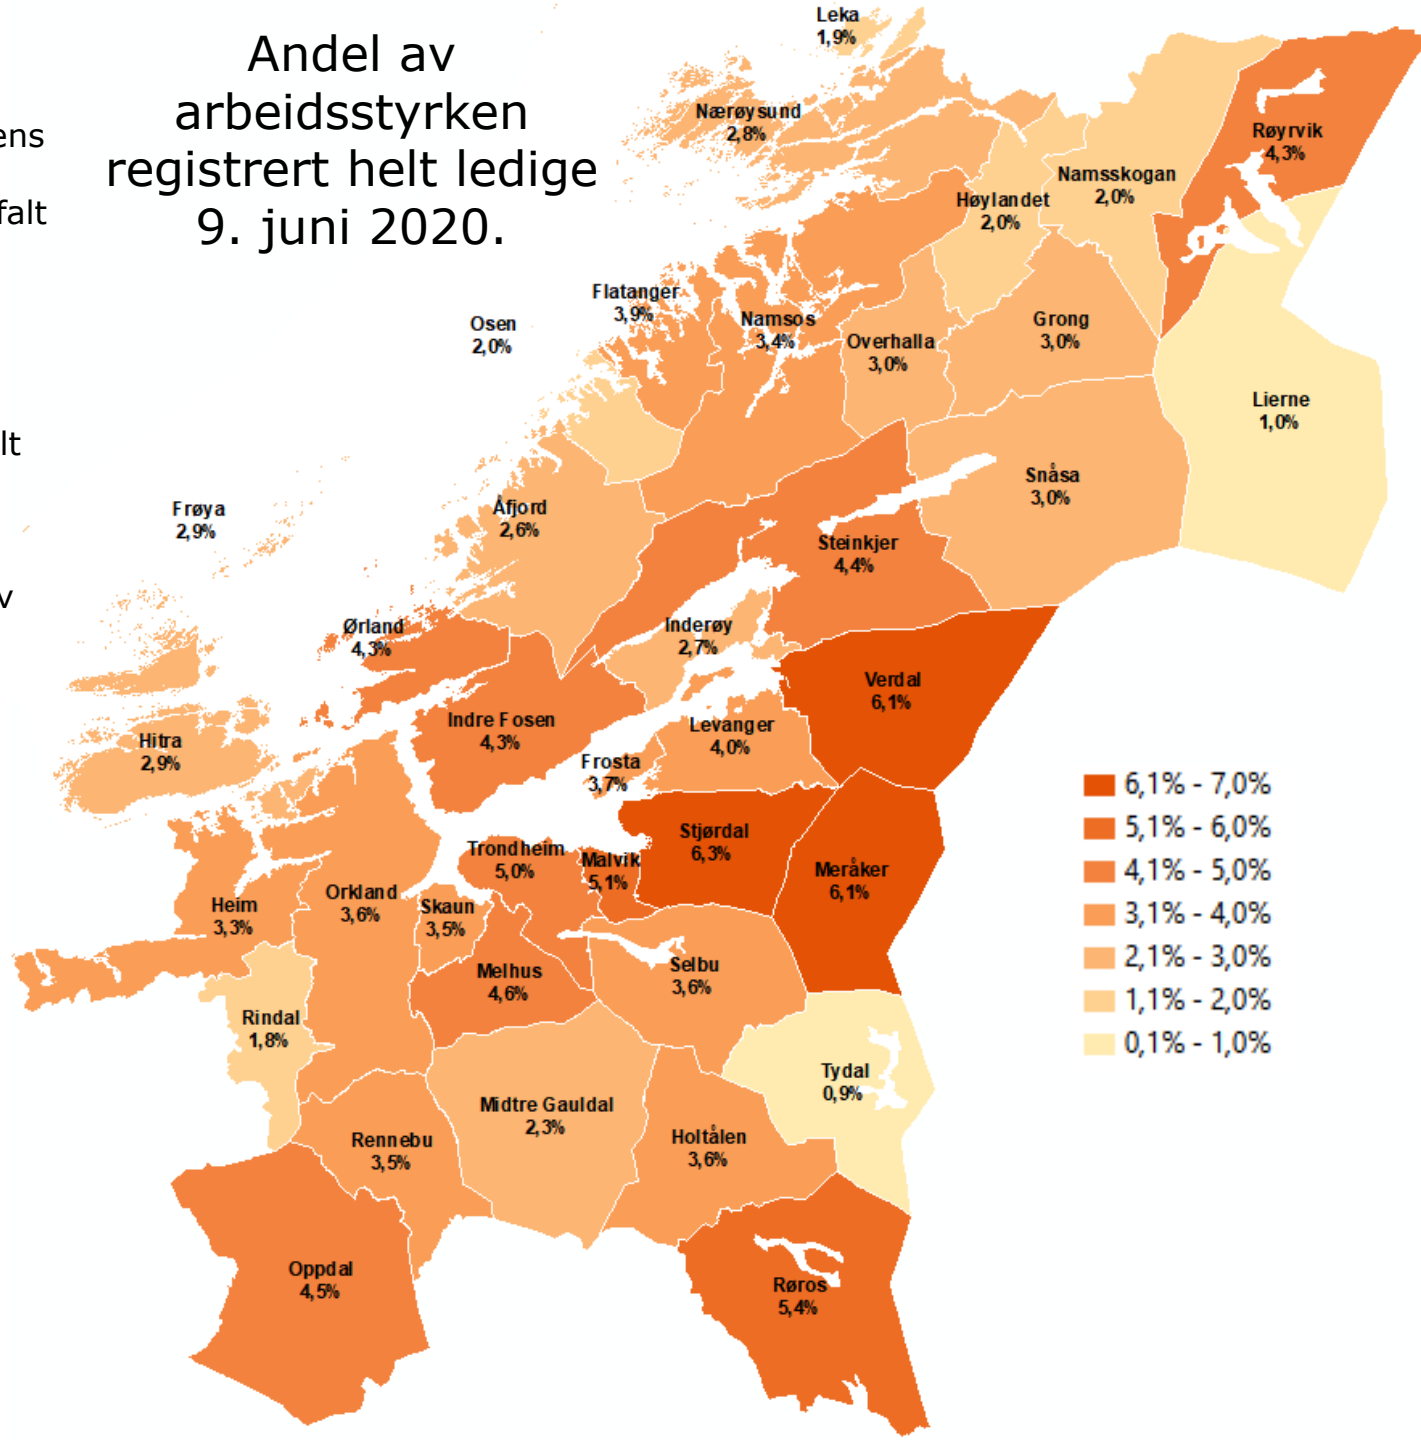 Andel av
arbeidsstyrken
registrert helt ledige
9. juni 2020.
ens
falt
lt
v
Leka
1,9%
Nærøysund
2,8%
Røyrvik
4,3%
Namsskogan
2,0%
Høylandet
2,0%
Flatanger
3,9%
Osen
2,0%
Namsos
3,4%
Overhalla
3,0%
Grong
3,0%
Lierne
1,0%
Snåsa
3,0%
Frøya
2,9%
Åfjord
2,6%
Steinkjer
4,4%
Ørland
4,3%
Inderøy
2,7%
Verdal
6,1%
Indre Fosen
4,3%
Levanger
4,0%
Hitra
2,9%
Frosta
3,7%
Stjørdal
6,3%
Trondheim
5,0%
Malvik
5,1%
Meråker
6,1%
Orkland
3,6%
Skaun
3,5%
Heim
3,3%
Melhus
4,6%
Selbu
3,6%
Rindal
1,8%
Tydal
0,9%
Midtre Gauldal
2,3%
Rennebu
3,5%
Holtålen
3,6%
Oppdal
4,5%
Røros
5,4%
6,1% - 7,0%
5,1% - 6,0%
4,1% - 5,0%
3,1% - 4,0%
2,1% - 3,0%
1,1% - 2,0%
0,1% - 1,0%